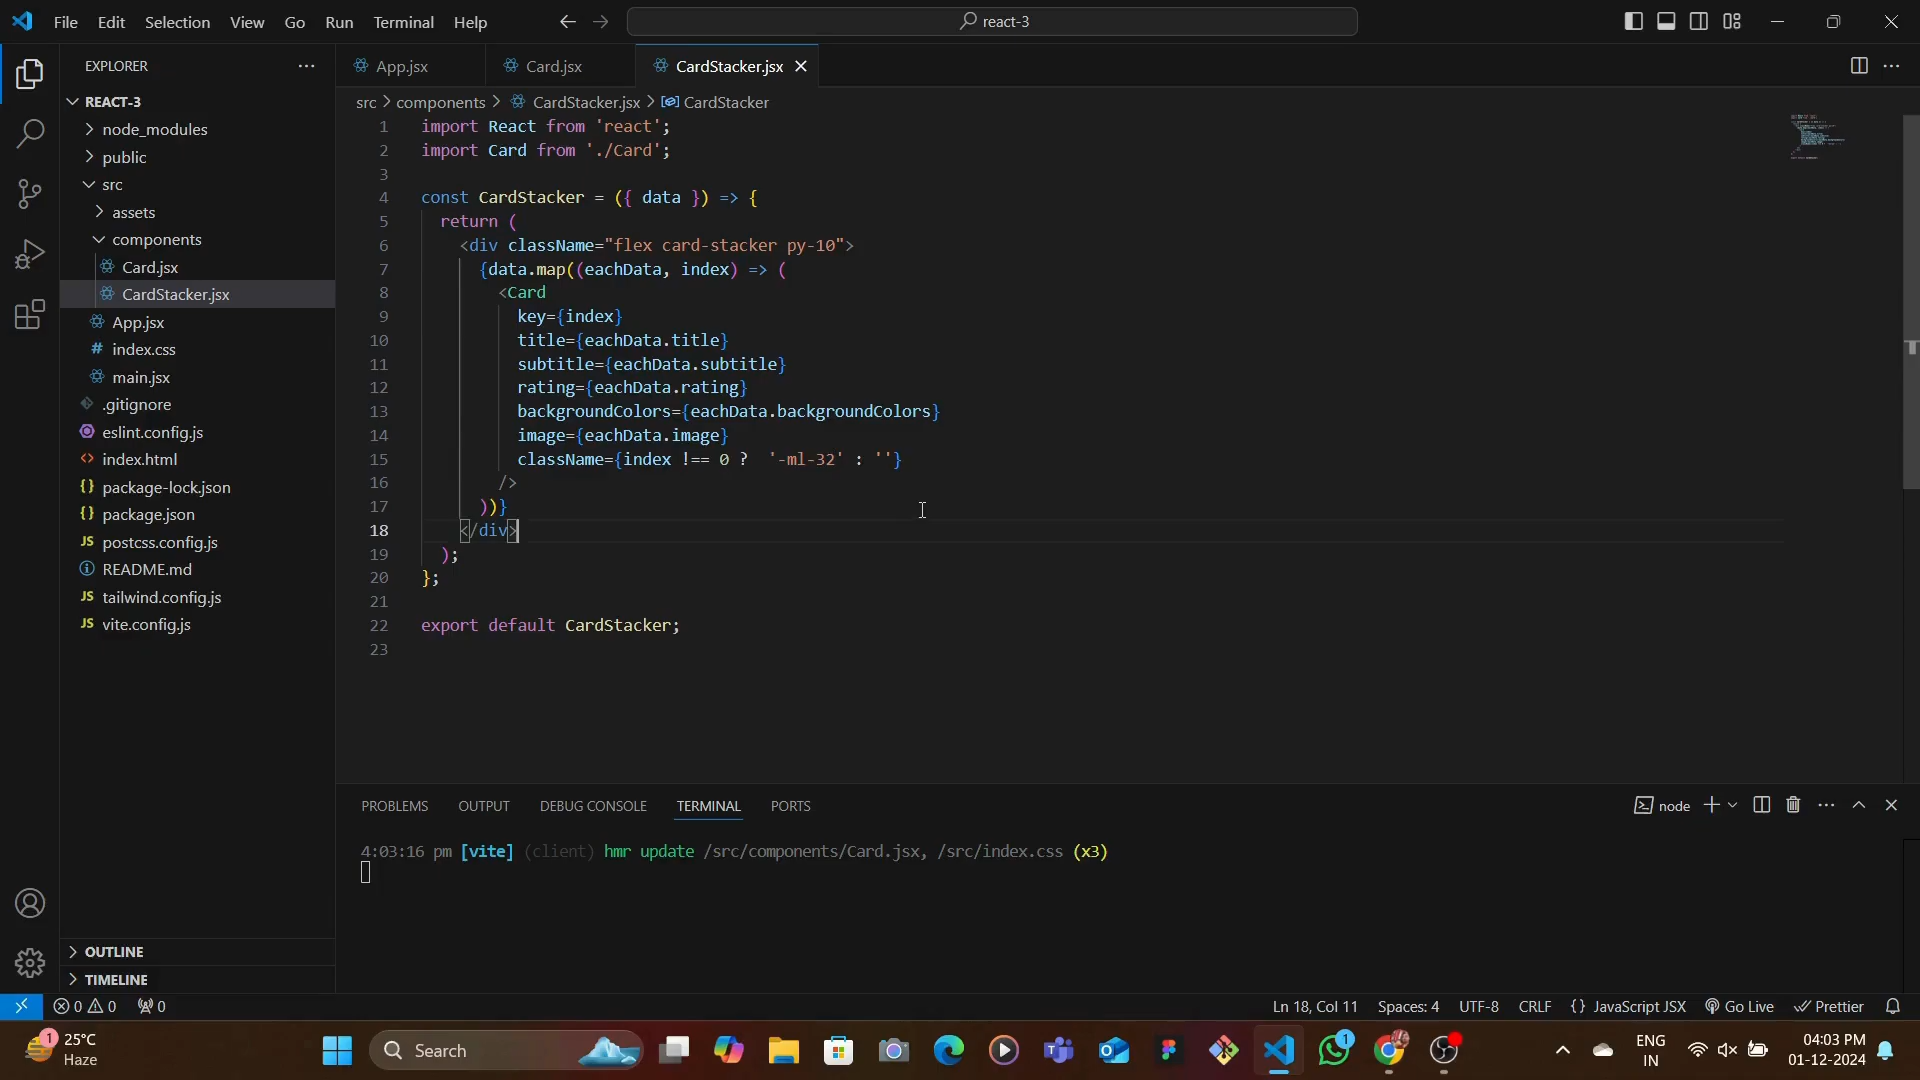 File Edit Selection View Go Run Terminal Help
react-3
EXPLORER
REACT-3
node_modules
public
src
assets
components
Card.jsx
CardStacker.jsx
App.jsx
index.css
main.jsx
.gitignore
eslint.config.js
index.html
package-lock.json
package.json
postcss.config.js
README.md
tailwind.config.js
vite.config.js
OUTLINE
TIMELINE
App.jsx Card.jsx CardStacker.jsx
src > components > CardStacker.jsx > CardStacker
1 import React from 'react';
2 import Card from './Card';
3
4 const CardStacker = ({ data }) => {
5 return (
6 <div className="flex card-stacker py-10">
7 {data.map((eachData, index) => (
8 <Card
9 key={index}
10 title={eachData.title}
11 subtitle={eachData.subtitle}
12 rating={eachData.rating}
13 backgroundColors={eachData.backgroundColors}
14 image={eachData.image}
15 className={index !== 0 ?  '-ml-32' : ''}
16 />
17 ))}
18 </div>
19 );
20 };
21
22 export default CardStacker;
23
PROBLEMS OUTPUT DEBUG CONSOLE TERMINAL PORTS
node
4:03:16 pm [vite] (client) hmr update /src/components/Card.jsx, /src/index.css (x3)
0 0 0
Ln 18, Col 11 Spaces: 4 UTF-8 CRLF {} JavaScript JSX Go Live Prettier
1
25°C
Haze
Search
1
ENG
IN
04:03 PM
01-12-2024